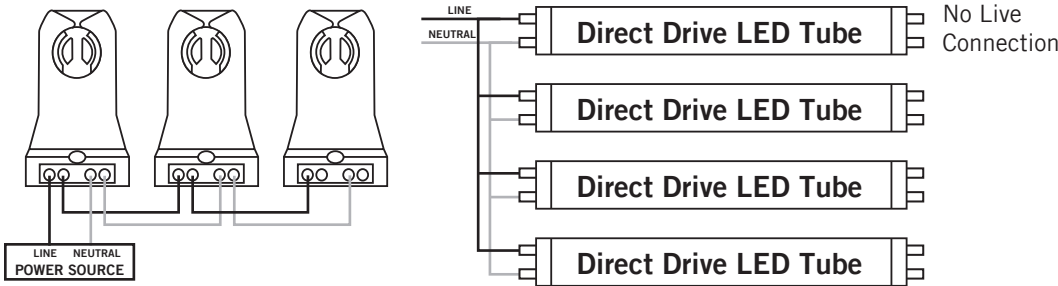 LINE NEUTRAL
POWER SOURCE
LINE
NEUTRAL
Direct Drive LED Tube
No Live
Connection
Direct Drive LED Tube
Direct Drive LED Tube
Direct Drive LED Tube